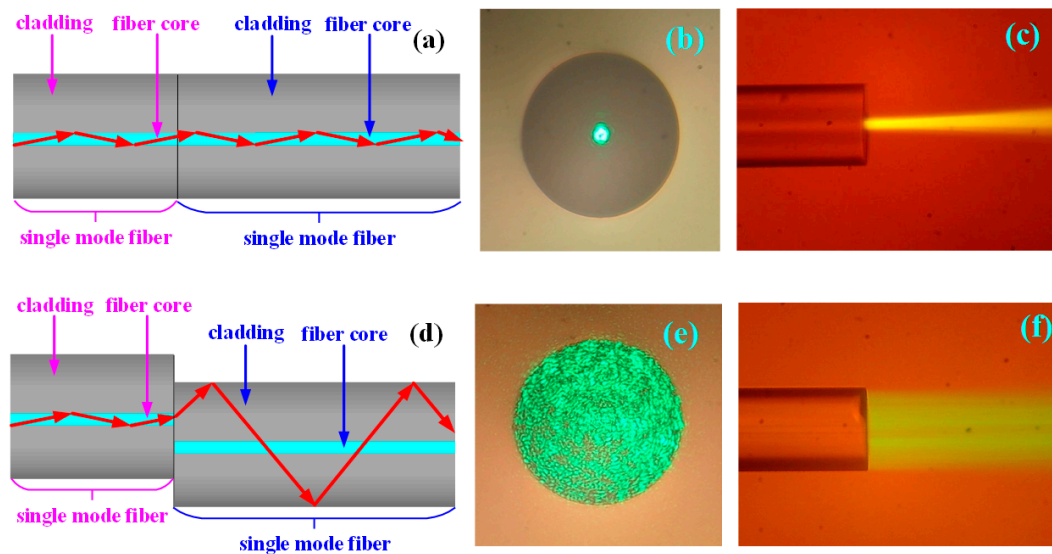 cladding fiber core cladding fiber core (a)
single mode fiber single mode fiber
(b)
(c)
cladding fiber core cladding fiber core (d)
single mode fiber single mode fiber
(e)
(f)